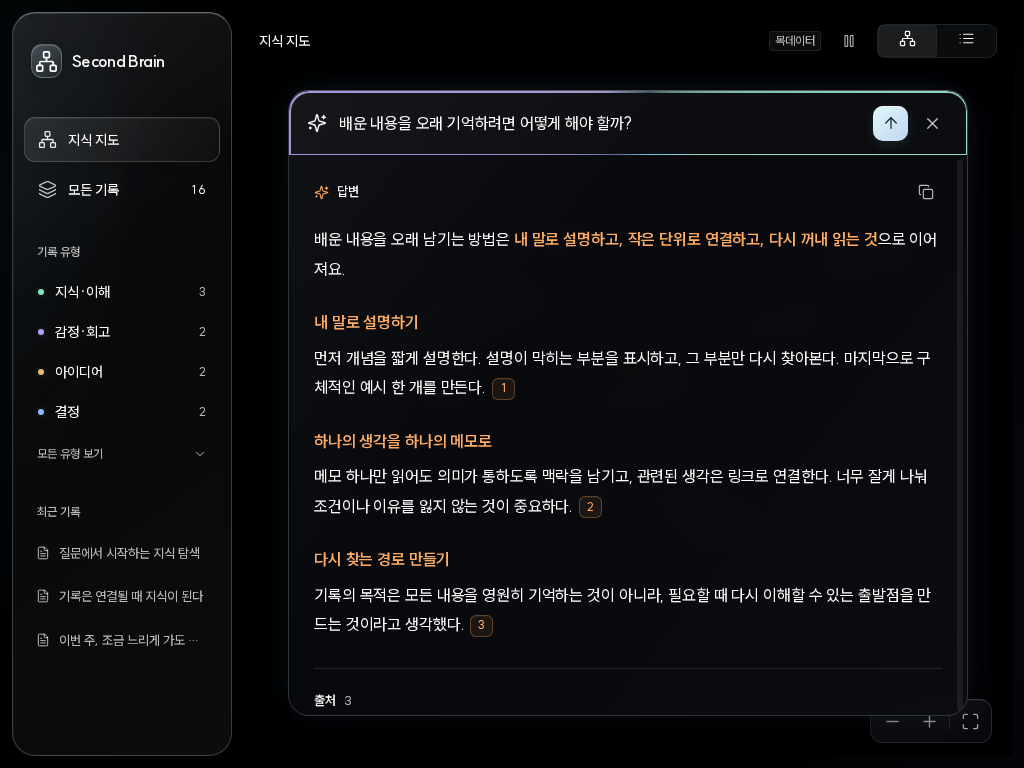 Second Brain
지식 지도
모든 기록 16
기록 유형
지식·이해 3
감정·회고 2
아이디어 2
결정 2
모든 유형 보기
최근 기록
질문에서 시작하는 지식 탐색
기록은 연결될 때 지식이 된다
이번 주, 조금 느리게 가도 ···
지식 지도
목데이터
배운 내용을 오래 기억하려면 어떻게 해야 할까?
답변
배운 내용을 오래 남기는 방법은 내 말로 설명하고, 작은 단위로 연결하고, 다시 꺼내 읽는 것으로 이어
져요.
내 말로 설명하기
먼저 개념을 짧게 설명한다. 설명이 막히는 부분을 표시하고, 그 부분만 다시 찾아본다. 마지막으로 구
체적인 예시 한 개를 만든다. 1
하나의 생각을 하나의 메모로
메모 하나만 읽어도 의미가 통하도록 맥락을 남기고, 관련된 생각은 링크로 연결한다. 너무 잘게 나눠
조건이나 이유를 잃지 않는 것이 중요하다. 2
다시 찾는 경로 만들기
기록의 목적은 모든 내용을 영원히 기억하는 것이 아니라, 필요할 때 다시 이해할 수 있는 출발점을 만
드는 것이라고 생각했다. 3
출처 3